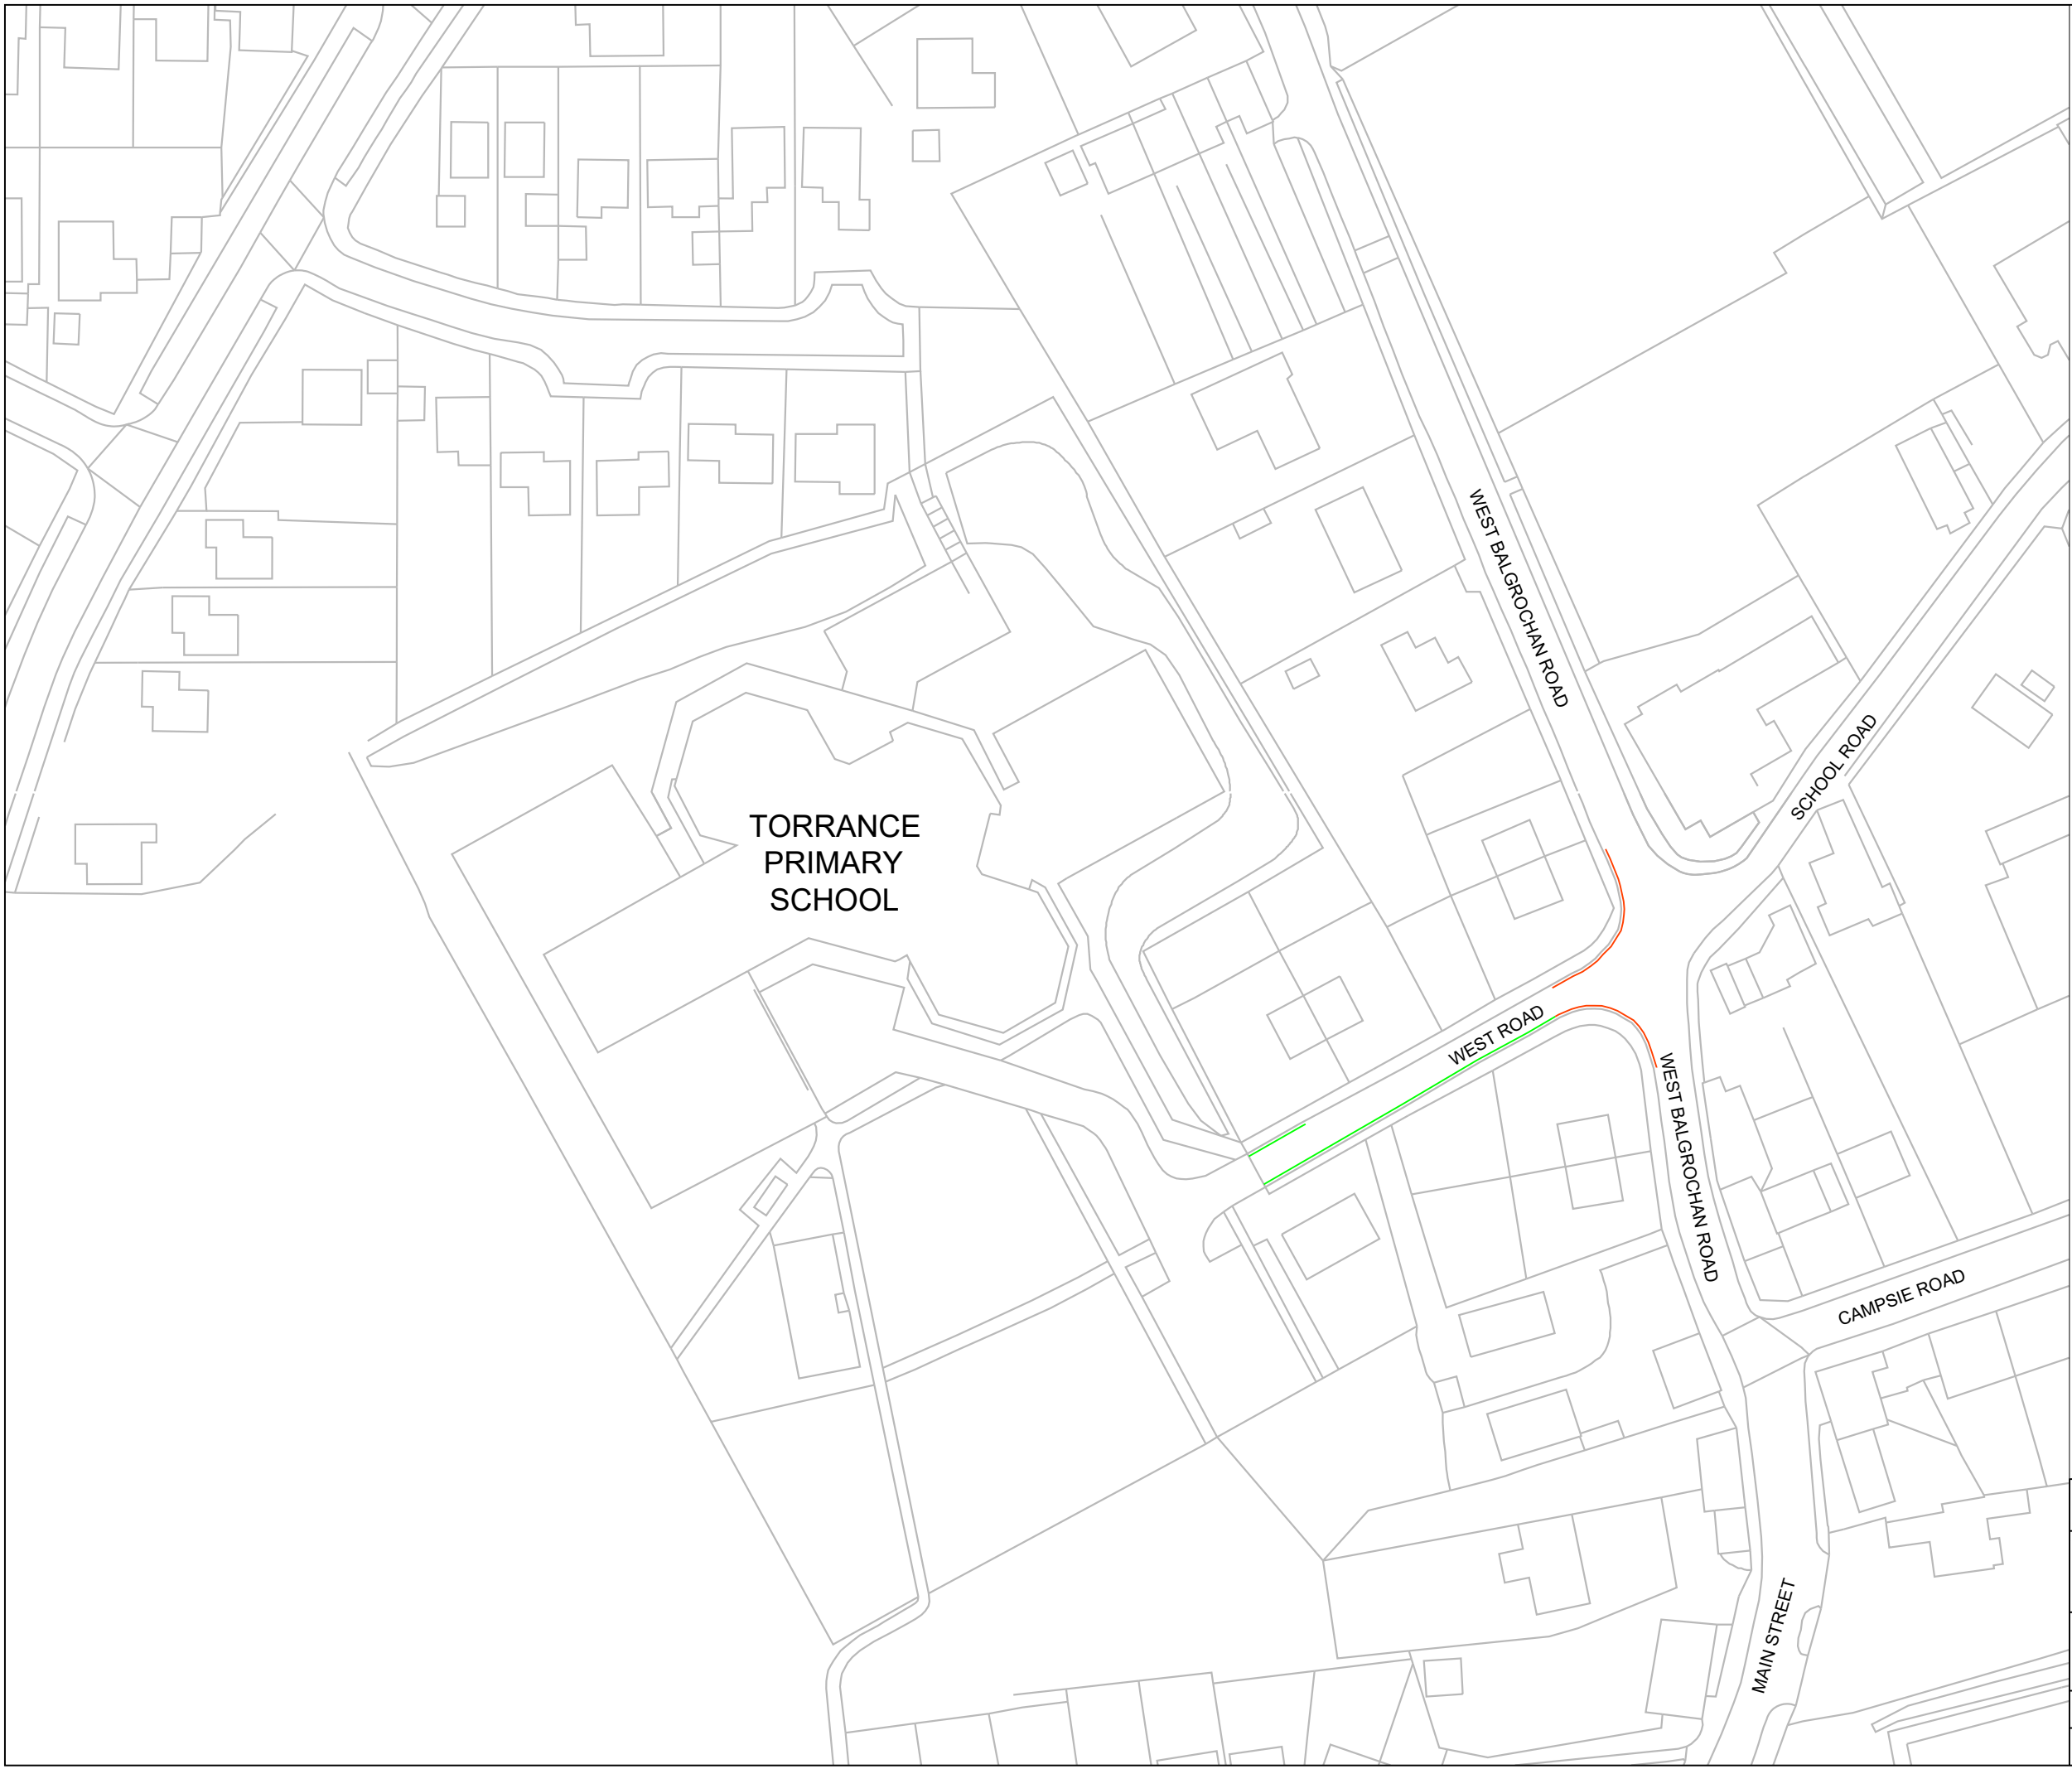 WEST BALGROCHAN ROAD
SCHOOL ROAD
TORRANCE
PRIMARY
SCHOOL
WEST ROAD
WEST BALGROCHAN ROAD
CAMPSIE ROAD
MAIN STREET